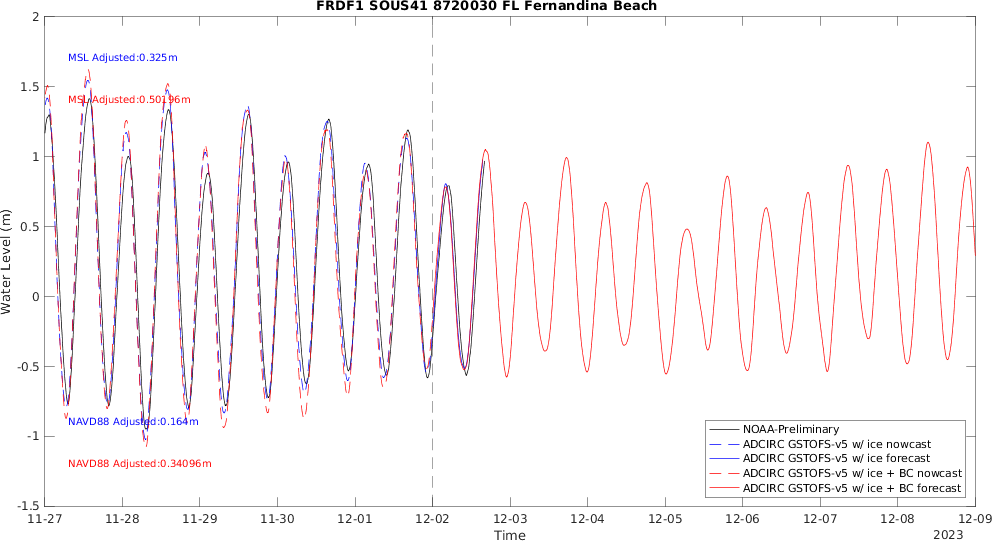 FRDF1 SOUS41 8720030 FL Fernandina Beach
2
1.5
1
0.5
0
-0.5
-1
-1.5
Water Level (m)
MSL Adjusted:0.325m
MSL Adjusted:0.50196m
NAVD88 Adjusted:0.164m
NAVD88 Adjusted:0.34096m
NOAA-Preliminary
ADCIRC GSTOFS-v5 w/ ice nowcast
ADCIRC GSTOFS-v5 w/ ice forecast
ADCIRC GSTOFS-v5 w/ ice + BC nowcast
ADCIRC GSTOFS-v5 w/ ice + BC forecast
11-27 11-28 11-29 11-30 12-01 12-02 12-03 12-04 12-05 12-06 12-07 12-08 12-09
Time
2023